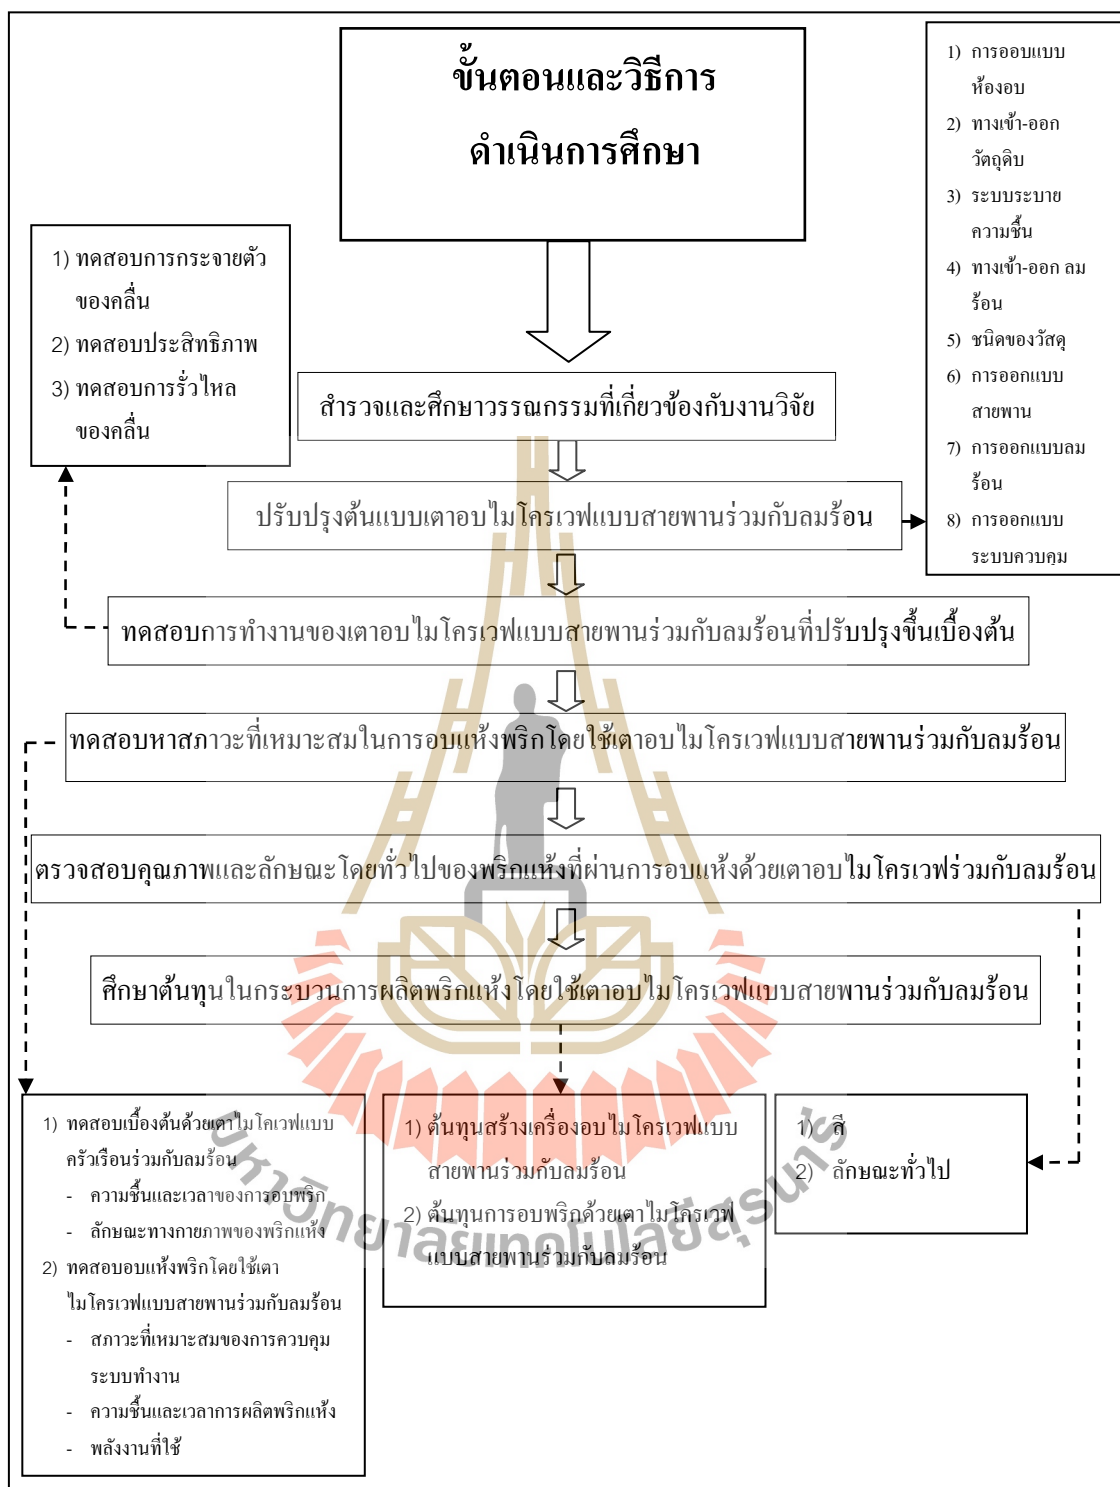 ขั้นตอนและวิธีการ
ดำเนินการศึกษา
1) การออบแบบ
ห้องอบ
2) ทางเข้า-ออก
วัตถุดิบ
3) ระบบระบาย
ความชื้น
4) ทางเข้า-ออก ลม
ร้อน
5) ชนิดของวัสดุ
6) การออกแบบ
สายพาน
7) การออกแบบลม
ร้อน
8) การออกแบบ
ระบบควบคุม
1) ทดสอบการกระจายตัว
ของคลื่น
2) ทดสอบประสิทธิภาพ
3) ทดสอบการรั่วไหล
ของคลื่น
สำรวจและศึกษาวรรณกรรมที่เกี่ยวข้องกับงานวิจัย
ปรับปรุงต้นแบบเตาอบไมโครเวฟแบบสายพานร่วมกับลมร้อน
ทดสอบการทำงานของเตาอบไมโครเวฟแบบสายพานร่วมกับลมร้อนที่ปรับปรุงขึ้นเบื้องต้น
ทดสอบหาสภาวะที่เหมาะสมในการอบแห้งพริกโดยใช้เตาอบไมโครเวฟแบบสายพานร่วมกับลมร้อน
ตรวจสอบคุณภาพและลักษณะโดยทั่วไปของพริกแห้งที่ผ่านการอบแห้งด้วยเตาอบไมโครเวฟร่วมกับลมร้อน
ศึกษาต้นทุนในกระบวนการผลิตพริกแห้งโดยใช้เตาอบไมโครเวฟแบบสายพานร่วมกับลมร้อน
1) ทดสอบเบื้องต้นด้วยเตาไมโคเวฟแบบ
ครัวเรือนร่วมกับลมร้อน
- ความชื้นและเวลาของการอบพริก
- ลักษณะทางกายภาพของพริกแห้ง
2) ทดสอบอบแห้งพริกโดยใช้เตา
ไมโครเวฟแบบสายพานร่วมกับลมร้อน
- สภาวะที่เหมาะสมของการควบคุม
ระบบทำงาน
- ความชื้นและเวลาการผลิตพริกแห้ง
- พลังงานที่ใช้
1) ต้นทุนสร้างเครื่องอบไมโครเวฟแบบ
สายพานร่วมกับลมร้อน
2) ต้นทุนการอบพริกด้วยเตาไมโครเวฟ
แบบสายพานร่วมกับลมร้อน
1) สี
2) ลักษณะทั่วไป
มหาวิทยาลัยเทคโนโลยีสุรนารี